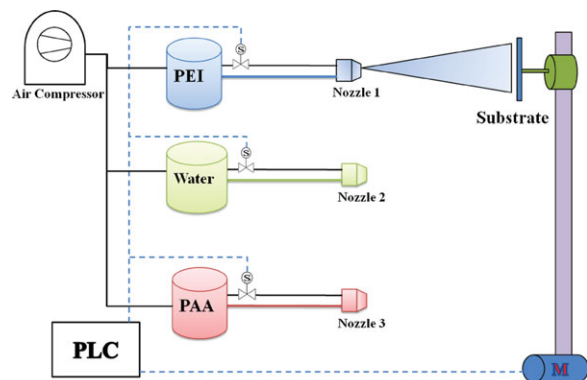 S
PEI
Air Compressor
Nozzle 1
Substrate
S
Water
Nozzle 2
S
PAA
Nozzle 3
PLC
M